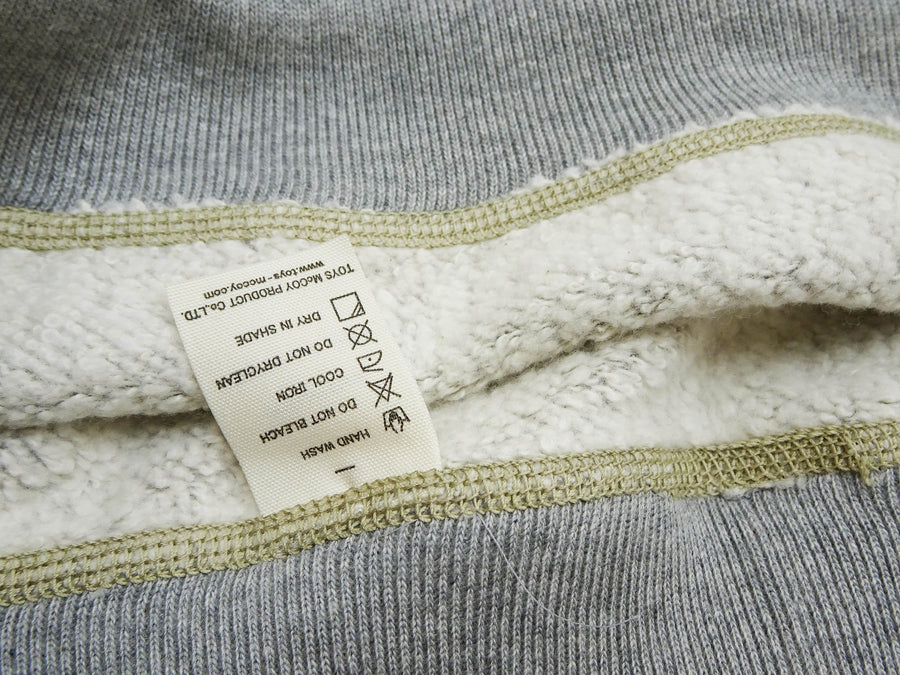 HAND WASH
DO NOT BLEACH
COOL IRON
DO NOT DRYCLEAN
DRY IN SHADE
TOYS McCOY PRODUCT Co.,LTD.
www.toys-mccoy.com